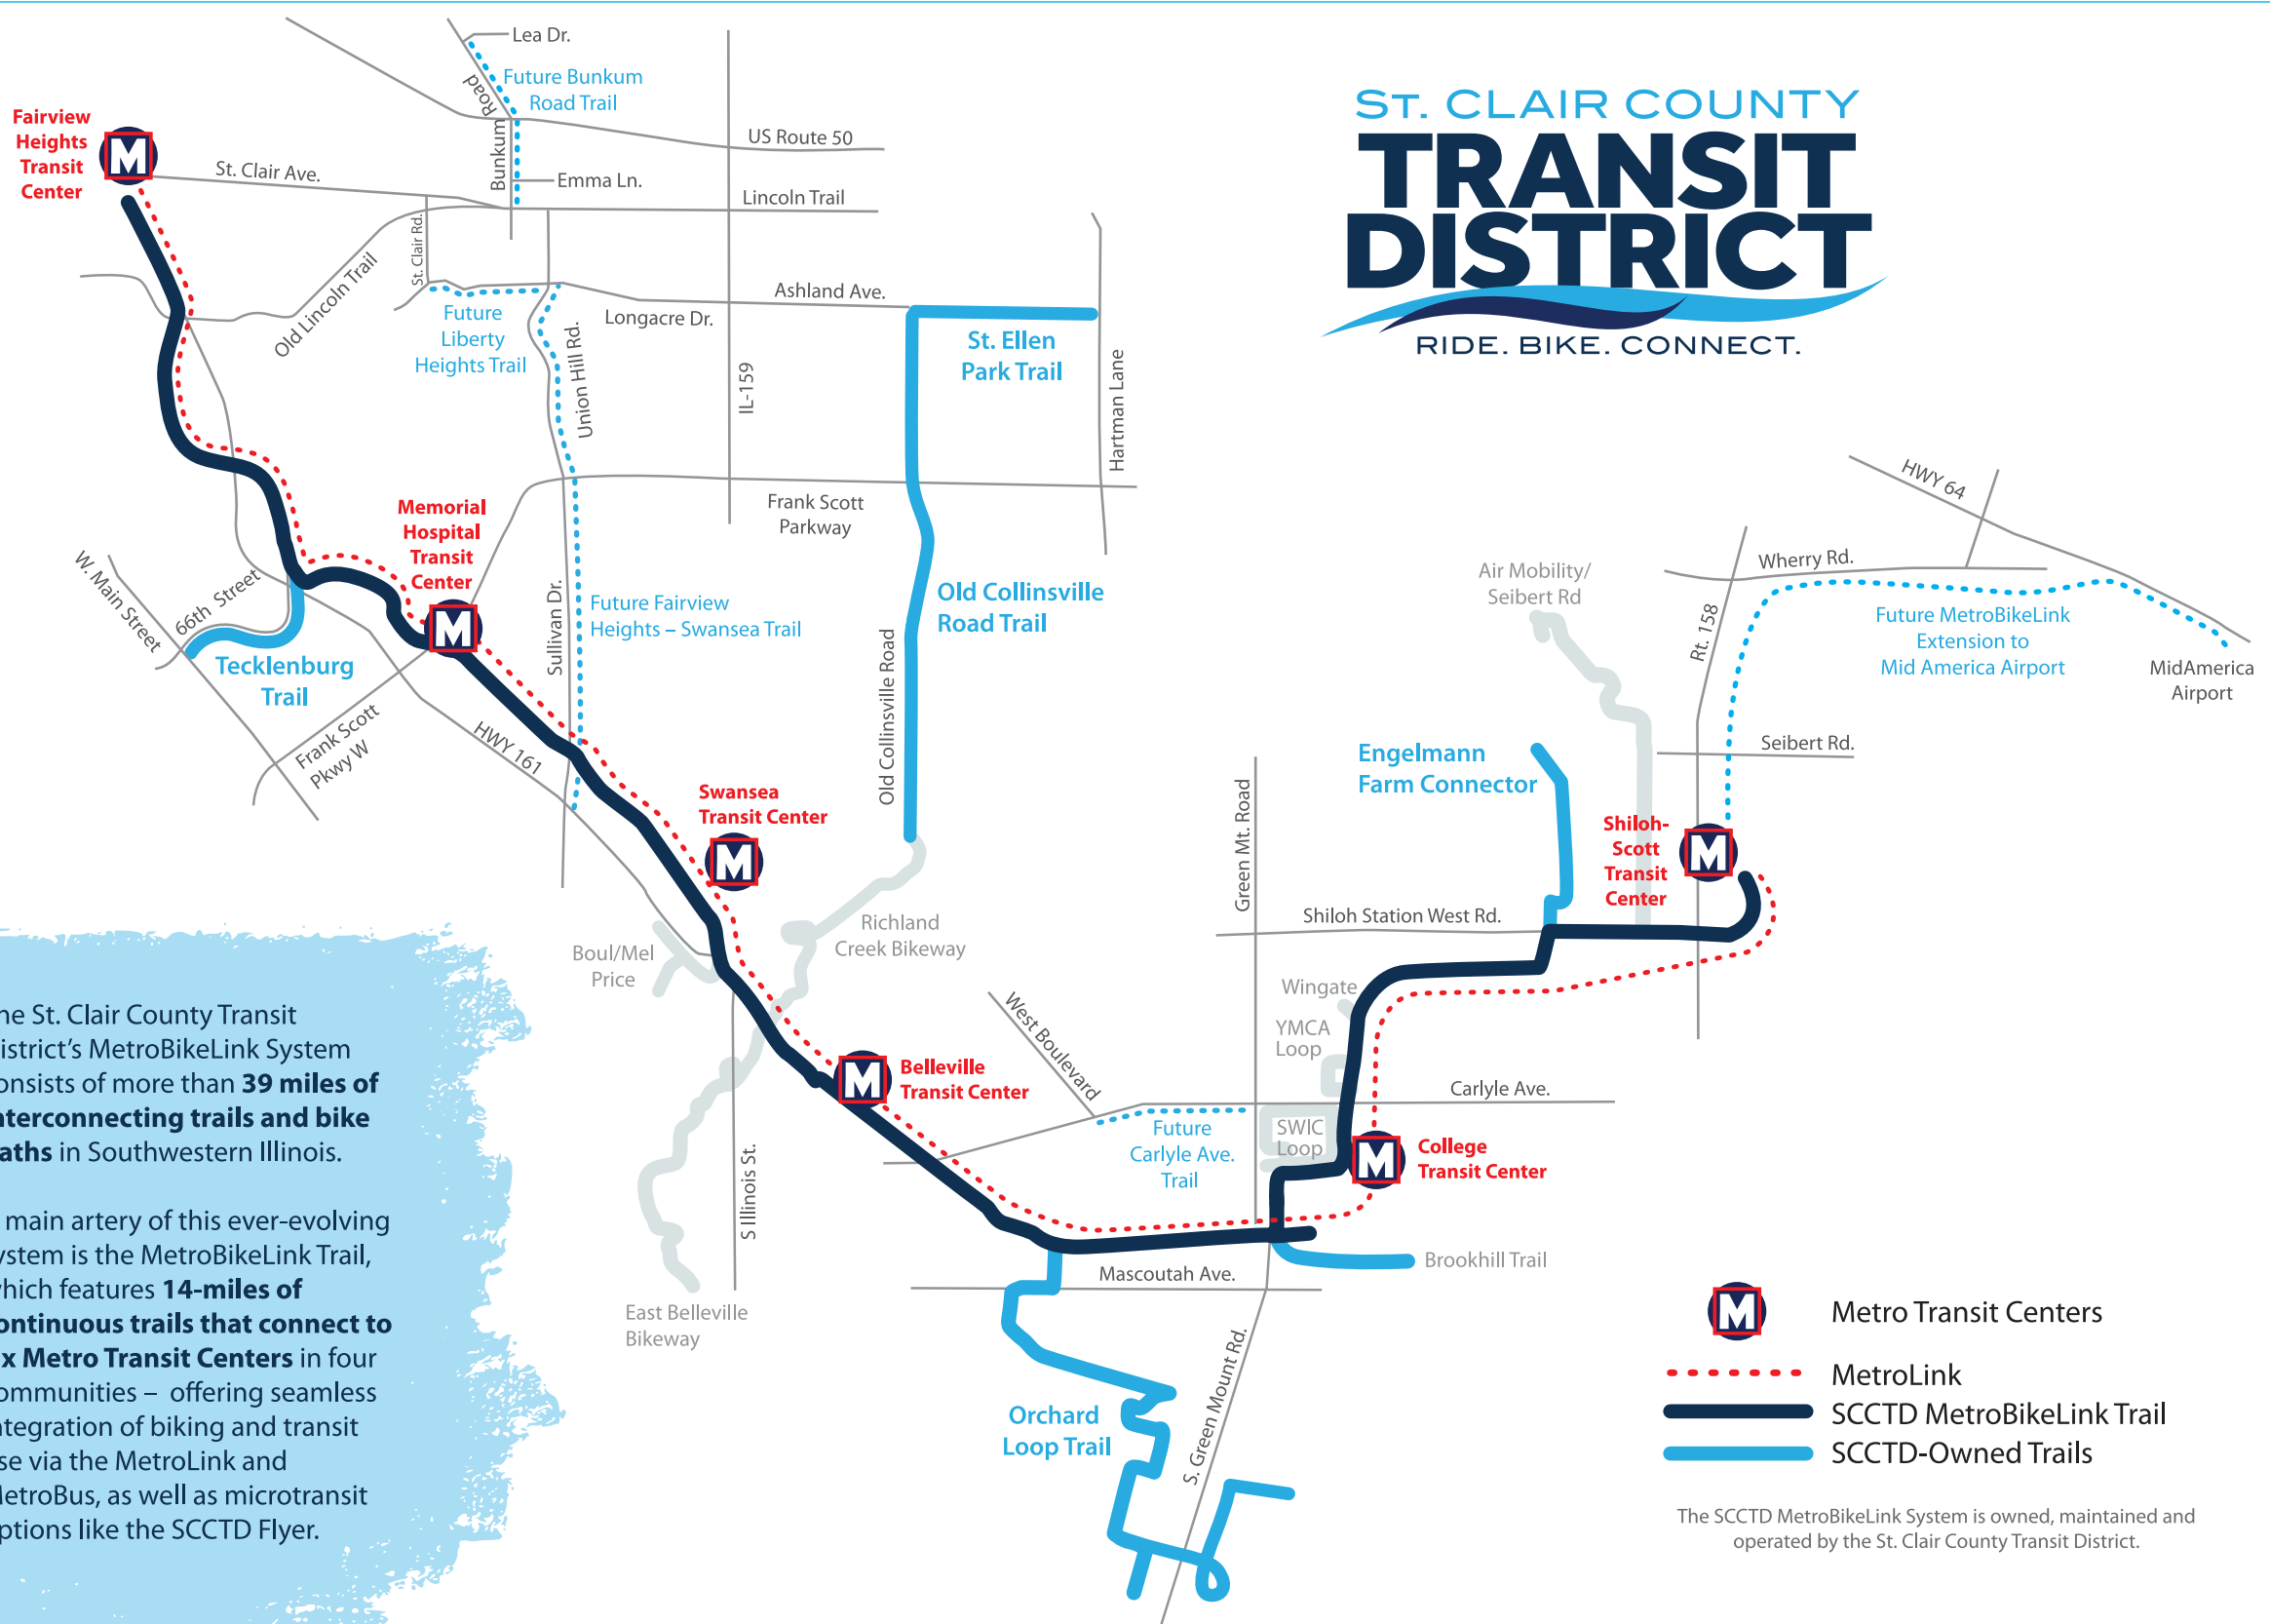 Lea Dr.
Future Bunkum
Road Trail
Bunkum
Road
US Route 50
Emma Ln.
Lincoln Trail
Fairview
Heights
Transit
Center
M
St. Clair Ave.
St. Clair Rd.
Old Lincoln Trail
Future
Liberty
Heights Trail
Longacre Dr.
Ashland Ave.
Union Hill Rd.
IL-159
St. Ellen
Park Trail
Hartman Lane
ST. CLAIR COUNTY
TRANSIT
DISTRICT
RIDE. BIKE. CONNECT.
Memorial
Hospital
Transit
Center
M
Frank Scott
Parkway
W. Main Street
66th Street
Tecklenburg
Trail
Frank Scott
Pkwy W
HWY 161
Sullivan Dr.
Future Fairview
Heights – Swansea Trail
Old Collinsville
Road Trail
Old Collinsville Road
Air Mobility/
Seibert Rd
HWY 64
Wherry Rd.
Rt. 158
Future MetroBikeLink
Extension to
Mid America Airport
MidAmerica
Airport
Seibert Rd.
Engelmann
Farm Connector
Swansea
Transit Center
M
Green Mt. Road
Shiloh-
Scott
Transit
Center
M
Shiloh Station West Rd.
Richland
Creek Bikeway
Boul/Mel
Price
Wingate
YMCA
Loop
West Boulevard
Belleville
Transit Center
M
Carlyle Ave.
Future
Carlyle Ave.
Trail
SWIC
Loop
College
Transit Center
M
S Illinois St.
East Belleville
Bikeway
Mascoutah Ave.
Brookhill Trail
S. Green Mount Rd.
Orchard
Loop Trail
he St. Clair County Transit
istrict’s MetroBikeLink System
onsists of more than 39 miles of
nterconnecting trails and bike
aths in Southwestern Illinois.
main artery of this ever-evolving
ystem is the MetroBikeLink Trail,
which features 14-miles of
ontinuous trails that connect to
ix Metro Transit Centers in four
ommunities – offering seamless
ntegration of biking and transit
se via the MetroLink and
MetroBus, as well as microtransit
ptions like the SCCTD Flyer.
M
Metro Transit Centers
MetroLink
SCCTD MetroBikeLink Trail
SCCTD-Owned Trails
The SCCTD MetroBikeLink System is owned, maintained and
operated by the St. Clair County Transit District.